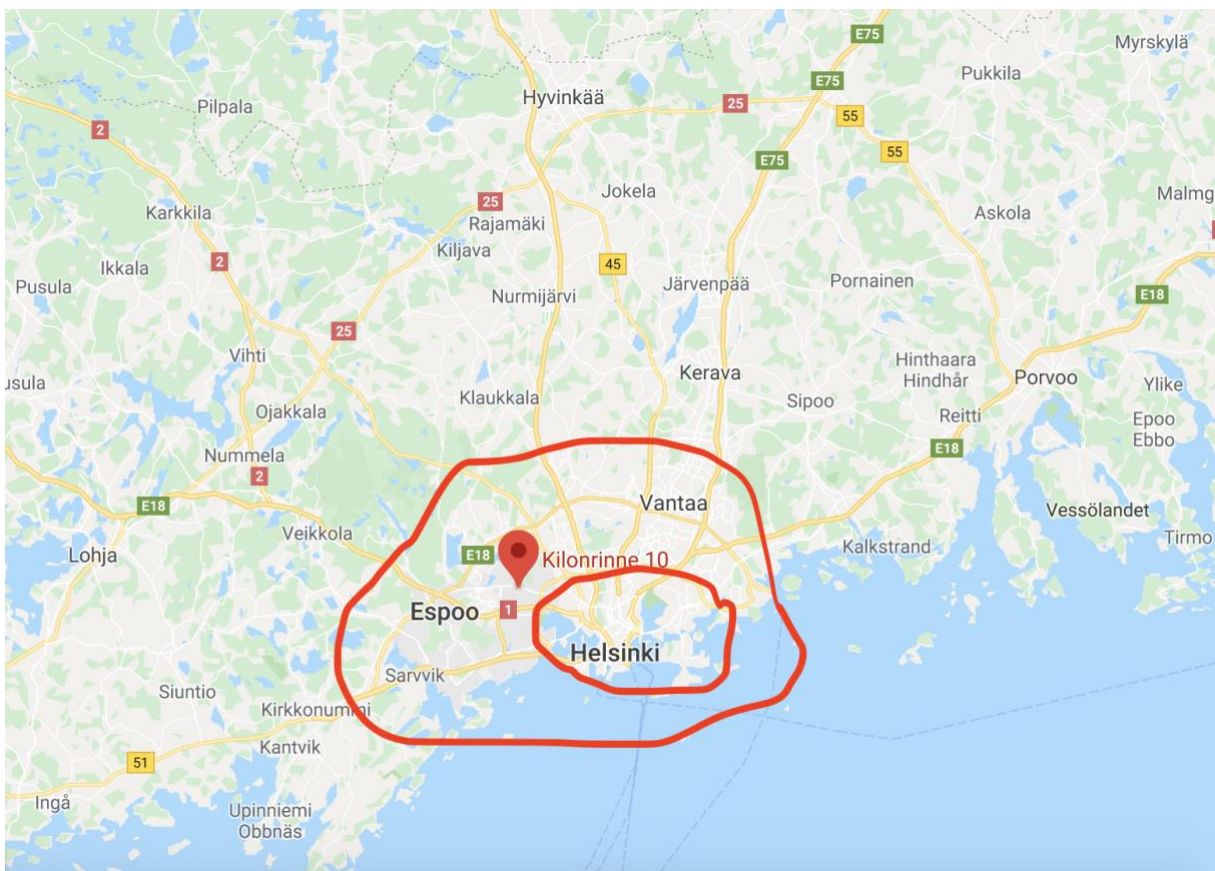 E75
Myrskylä
Pukkila
E75
Hyvinkää
Pilpala
25
55
2
55
E75
Jokela
Malmg
25
Karkkila
Rajamäki
Askola
Kiljava
2
45
Ikkala
Pusula
Nurmijärvi
Järvenpää
Pornainen
E18
25
Vihti
Hinthaara
Hindhår
Kerava
Porvoo
usula
Ylike
Klaukkala
Sipoo
Ojakkala
Reitti
Epoo
Ebbo
Nummela
E18
2
E18
Vantaa
Vessölandet
Veikkola
Tirmo
Lohja
E18
Kilonrinne 10
Kalkstrand
Espoo
1
Helsinki
Sarvvik
Siuntio
Kirkkonummi
Kantvik
51
Ingå
Upinniemi
Obbnäs